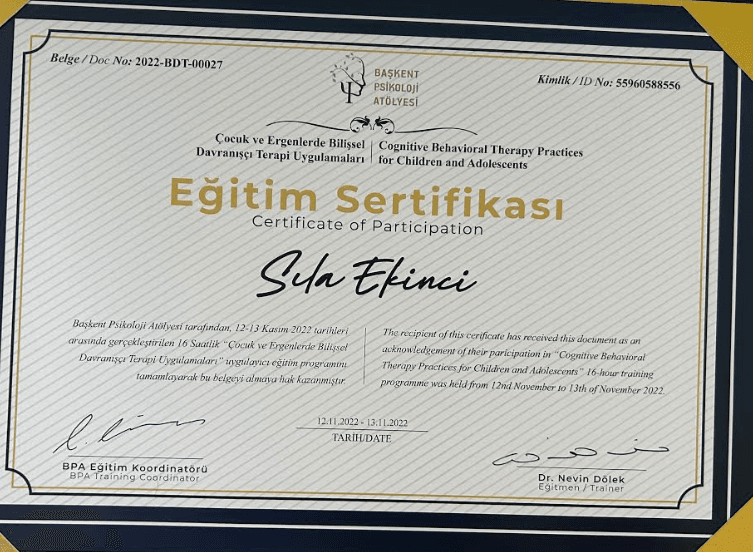 Belge / Doc No: 2022-BDT-00027
BAŞKENT
PSİKOLOJİ
ATÖLYESİ
Kimlik / ID No: 55960588556
Çocuk ve Ergenlerde Bilişsel
Davranışçı Terapi Uygulamaları
Cognitive Behavioral Therapy Practices
for Children and Adolescents
Eğitim Sertifikası
Certificate of Participation
Sıla Ekinci
Başkent Psikoloji Atölyesi tarafından, 12-13 Kasım 2022 tarihleri
arasında gerçekleştirilen 16 Saatlik "Çocuk ve Ergenlerde Bilişsel
Davranışçı Terapi Uygulamaları" uygulayıcı eğitim programını
tamamlayarak bu belgeyi almaya hak kazanmıştır.
The recipient of this cerificate has received this document as an
acknowledgement of their paricipation in "Cognitive Behavioral
Therapy Practices for Children and Adolescents" 16-hour training
programme was held from 12nd November to 13th of November 2022.
12.11.2022 - 13.11.2022
TARİH/DATE
BPA Eğitim Koordinatörü
BPA Training Coordinator
Dr. Nevin Dölek
Eğitmen / Trainer